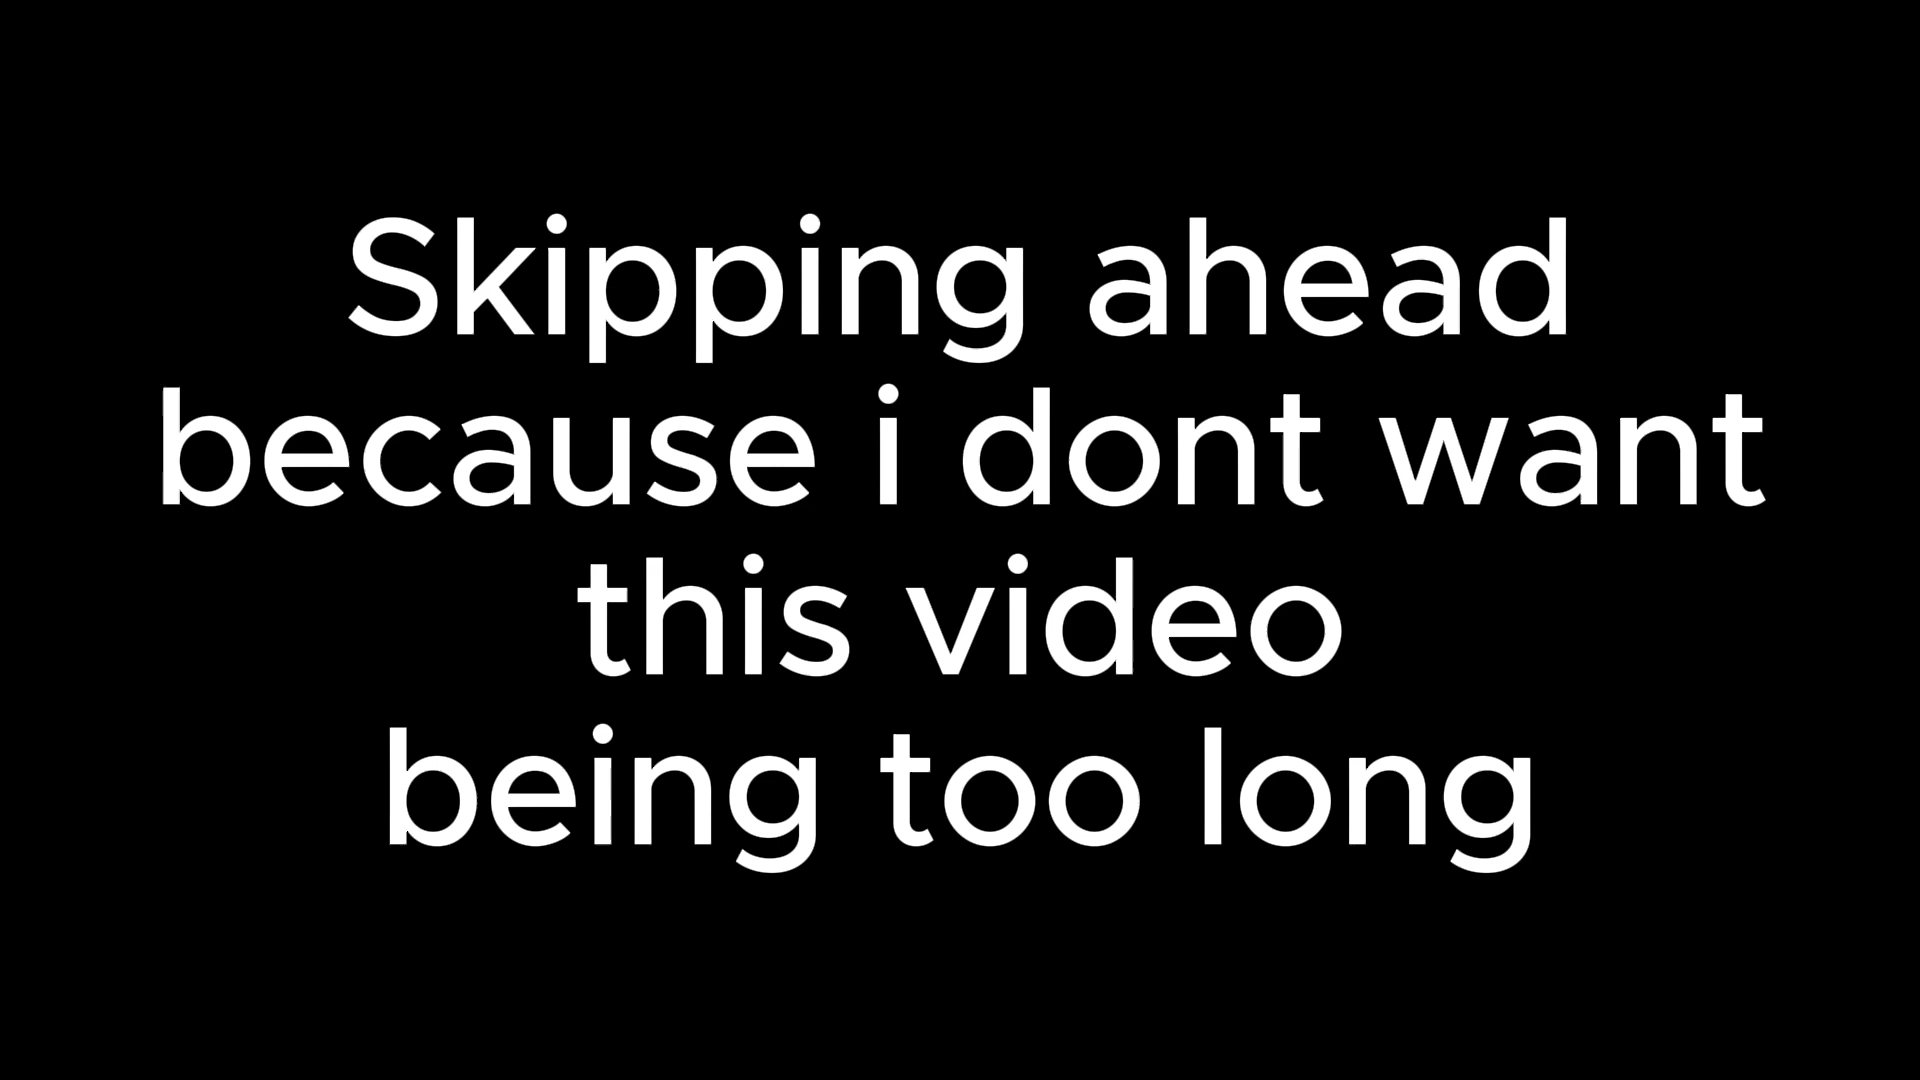 Skipping ahead
because i dont want
this video
being too long